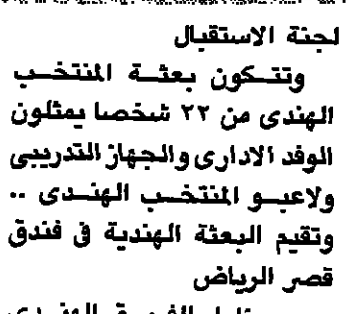 لجنة الاستقبال
وتتكون بعثة المنتخب
الهندى من ٢٢ شخصا يمثلون
الوفد الادارى والجهاز التدريبى
ولاعبو المنتخب الهندى ..
وتقيم البعثة الهندية فى فندق
قصر الرياض